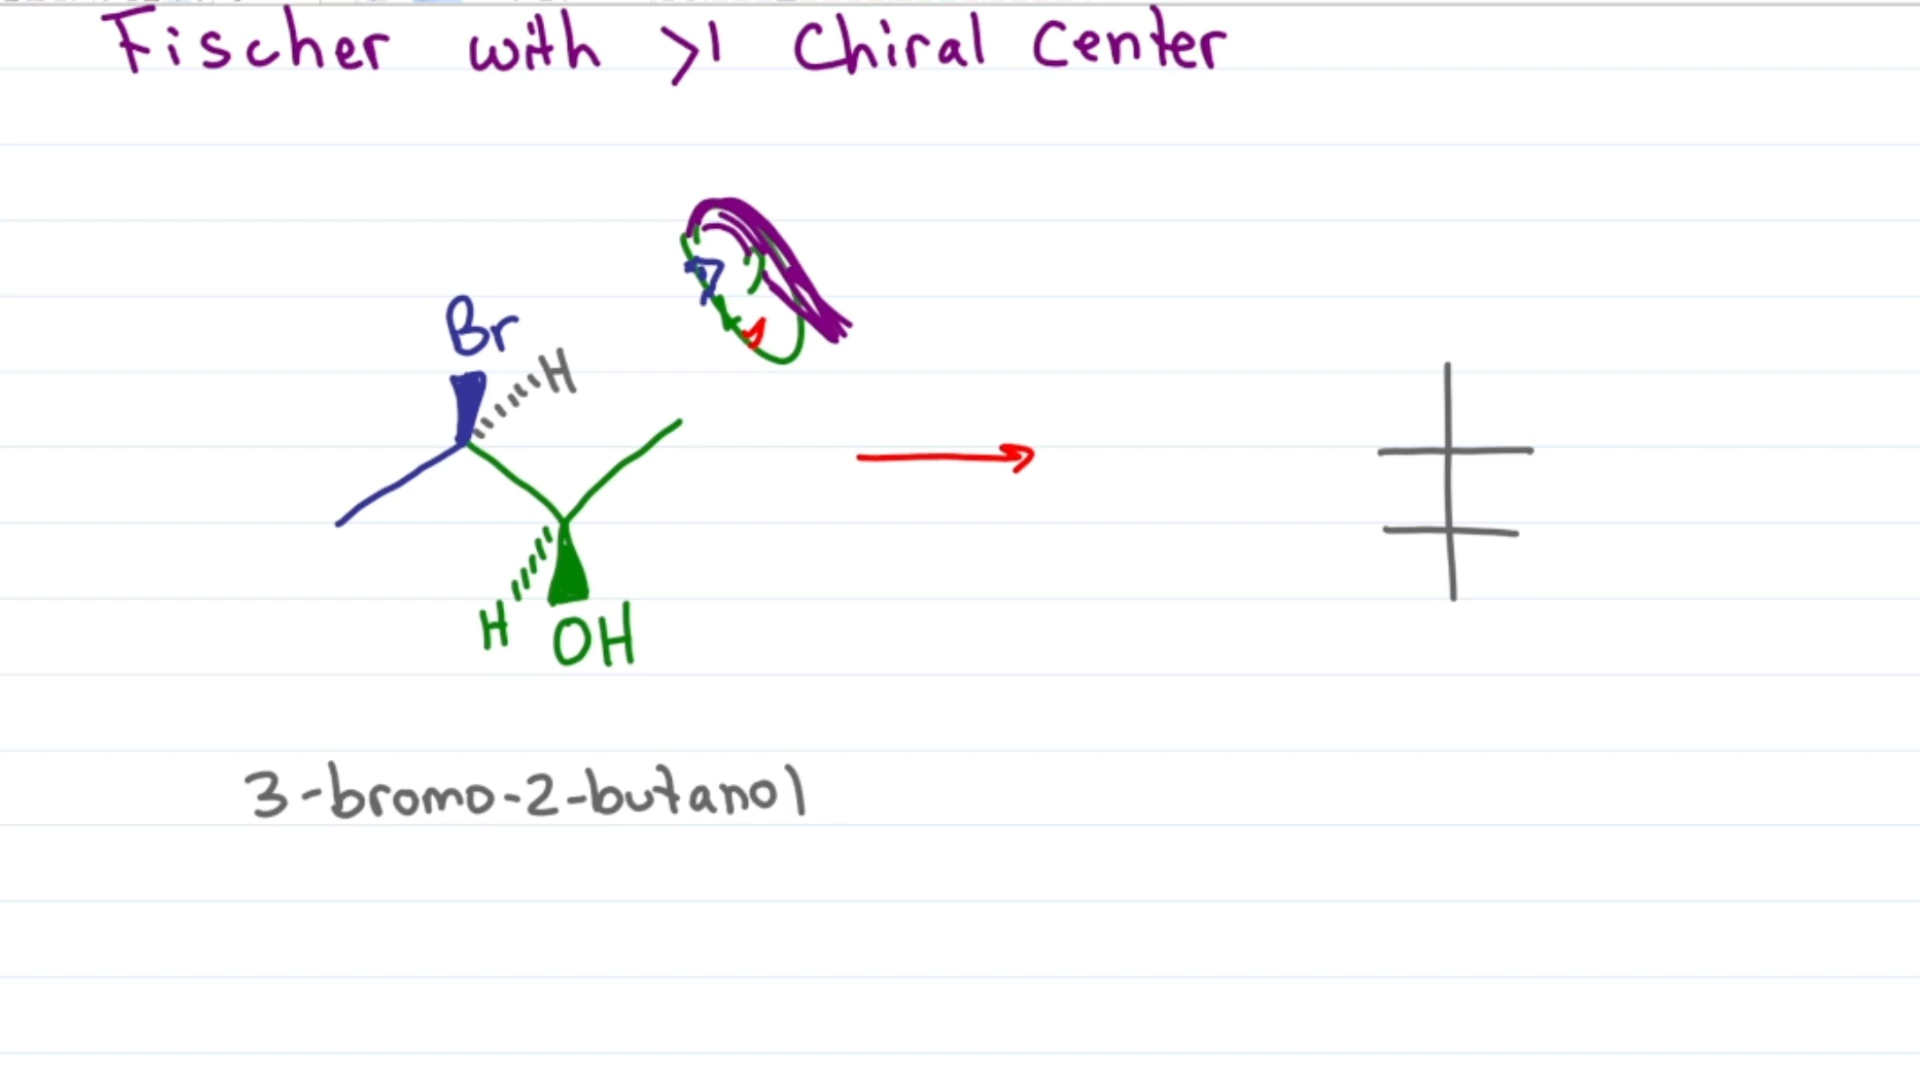 Fischer with >1 Chiral Center
Br
H
H
OH
3-bromo-2-butanol